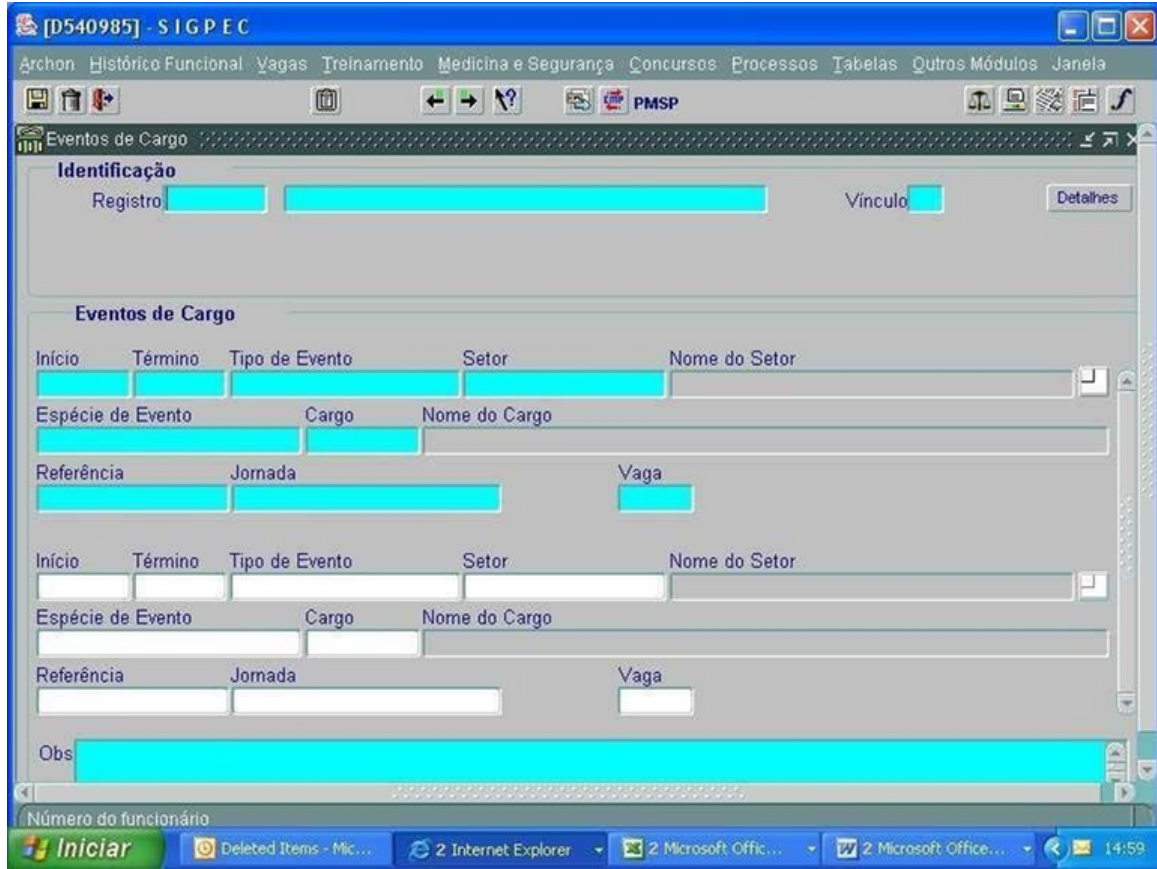 [D540985] - S I G P E C
Archon Histórico Funcional Vagas Treinamento Medicina e Segurança Concursos Processos Tabelas Outros Módulos Janela
PMSP
Eventos de Cargo
Identificação
Registro Vínculo Detalhes
Eventos de Cargo
Início Término Tipo de Evento Setor Nome do Setor
Espécie de Evento Cargo Nome do Cargo
Referência Jornada Vaga
Início Término Tipo de Evento Setor Nome do Setor
Espécie de Evento Cargo Nome do Cargo
Referência Jornada Vaga
Obs
Número do funcionário
Iniciar Deleted Items - Mic... 2 Internet Explorer 2 Microsoft Offic... 2 Microsoft Office... 14:59